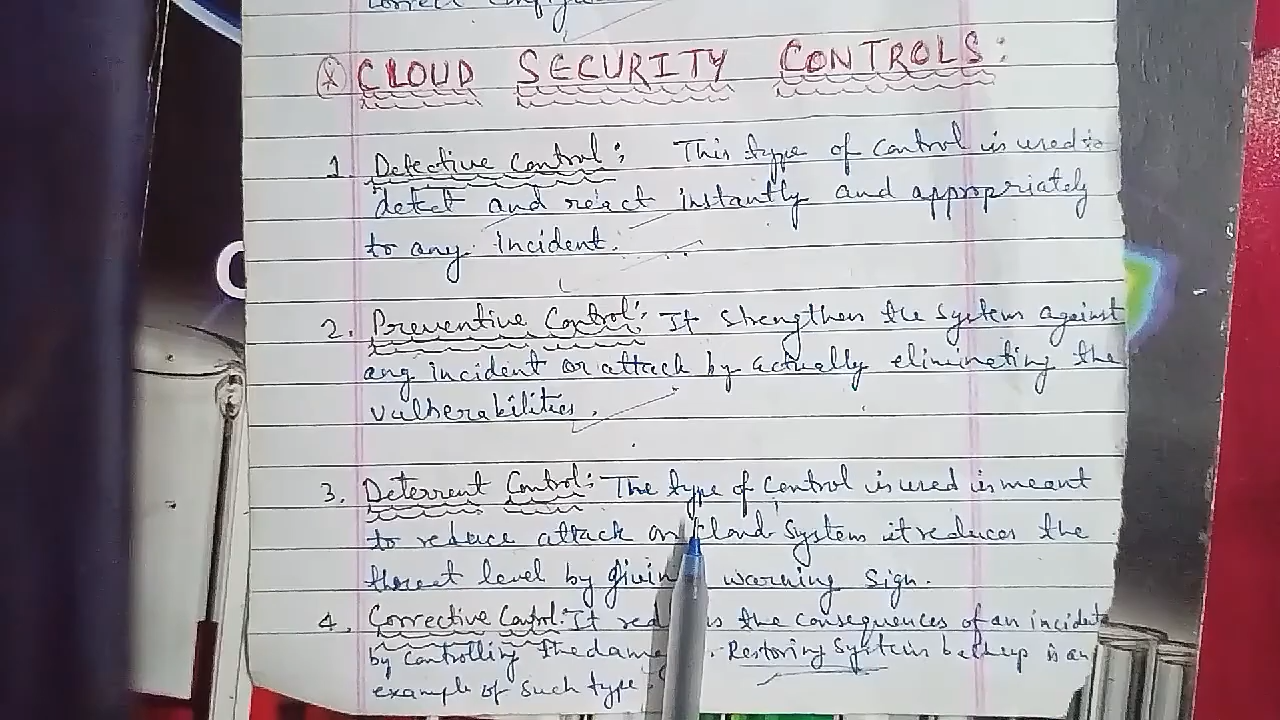 CLOUD SECURITY CONTROLS:
1. Detective Control: This type of control is used to
detect and react instantly and appropriately
to any incident.
2. Preventive Control: It strengthen the system against
any incident or attack by actually eliminating the
vulnerabilities.
3. Deterrent Control: The type of control is used is meant
to reduce attack on cloud system it reduces the
threat level by givin warning sign.
4. Corrective Control: It red s the consequences of an incident
by controlling the dam . Restoring System backup is an
example of such type.